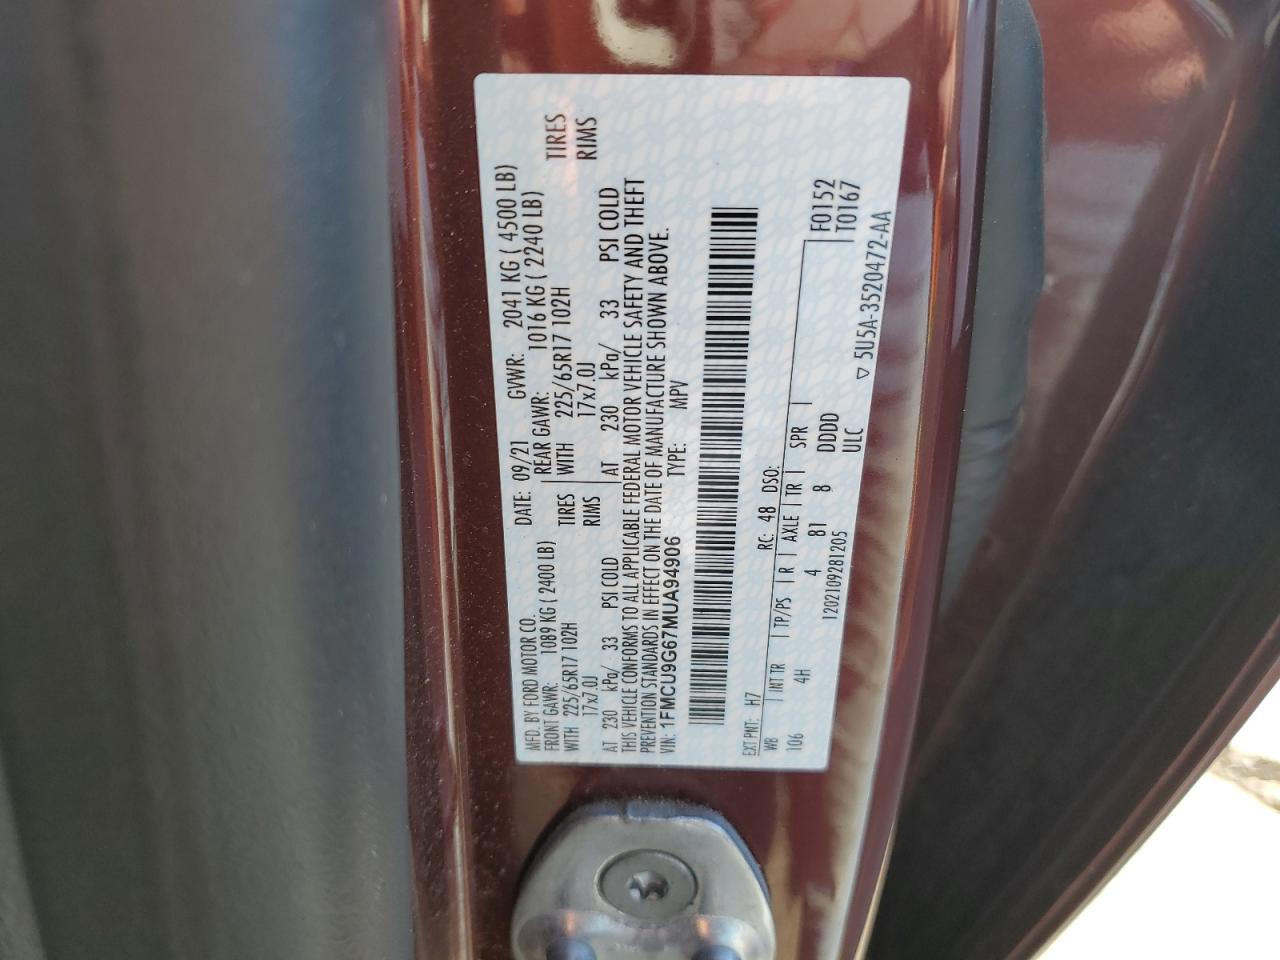 MFD. BY FORD MOTOR CO. DATE: 09/21 GVWR: 2041 KG ( 4500 LB)
FRONT GAWR: 1089 KG ( 2400 LB) REAR GAWR: 1016 KG ( 2240 LB)
WITH 225/65R17 102H TIRES WITH 225/65R17 102H TIRES
17x7.0J RIMS 17x7.0J RIMS
AT 230 kPa/ 33 PSI COLD AT 230 kPa/ 33 PSI COLD
THIS VEHICLE CONFORMS TO ALL APPLICABLE FEDERAL MOTOR VEHICLE SAFETY AND THEFT
PREVENTION STANDARDS IN EFFECT ON THE DATE OF MANUFACTURE SHOWN ABOVE.
VIN: 1FMCU9G67MUA94906 TYPE: MPV
EXT PNT: H7 RC: 48 DSO:
WB INT TR TP/PS R AXLE TR SPR F0152
106 4H 4 81 8 DDDD T0167
1202109281205 ULC 5U5A-3520472-AA